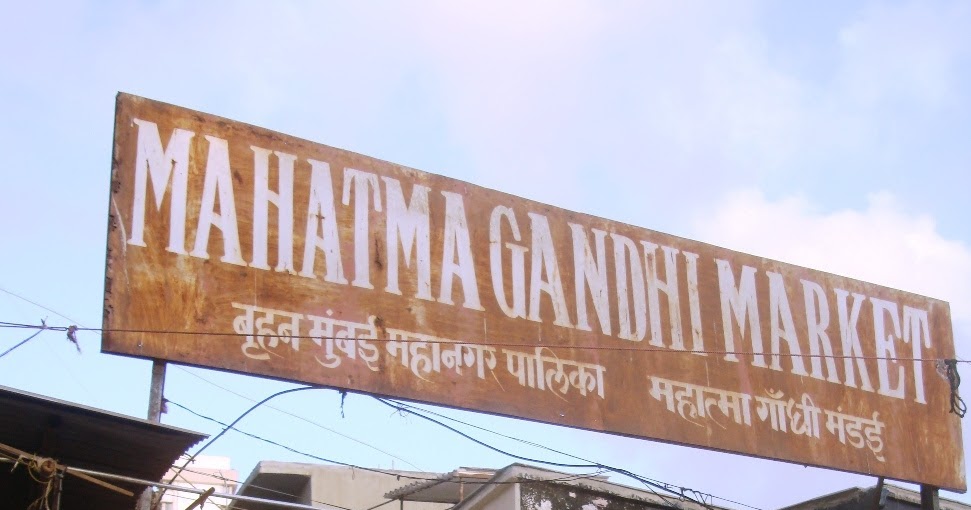 MAHATMA GANDHI MARKET
बृहन मुंबई महानगर पालिका महात्मा गाँधी मंडई